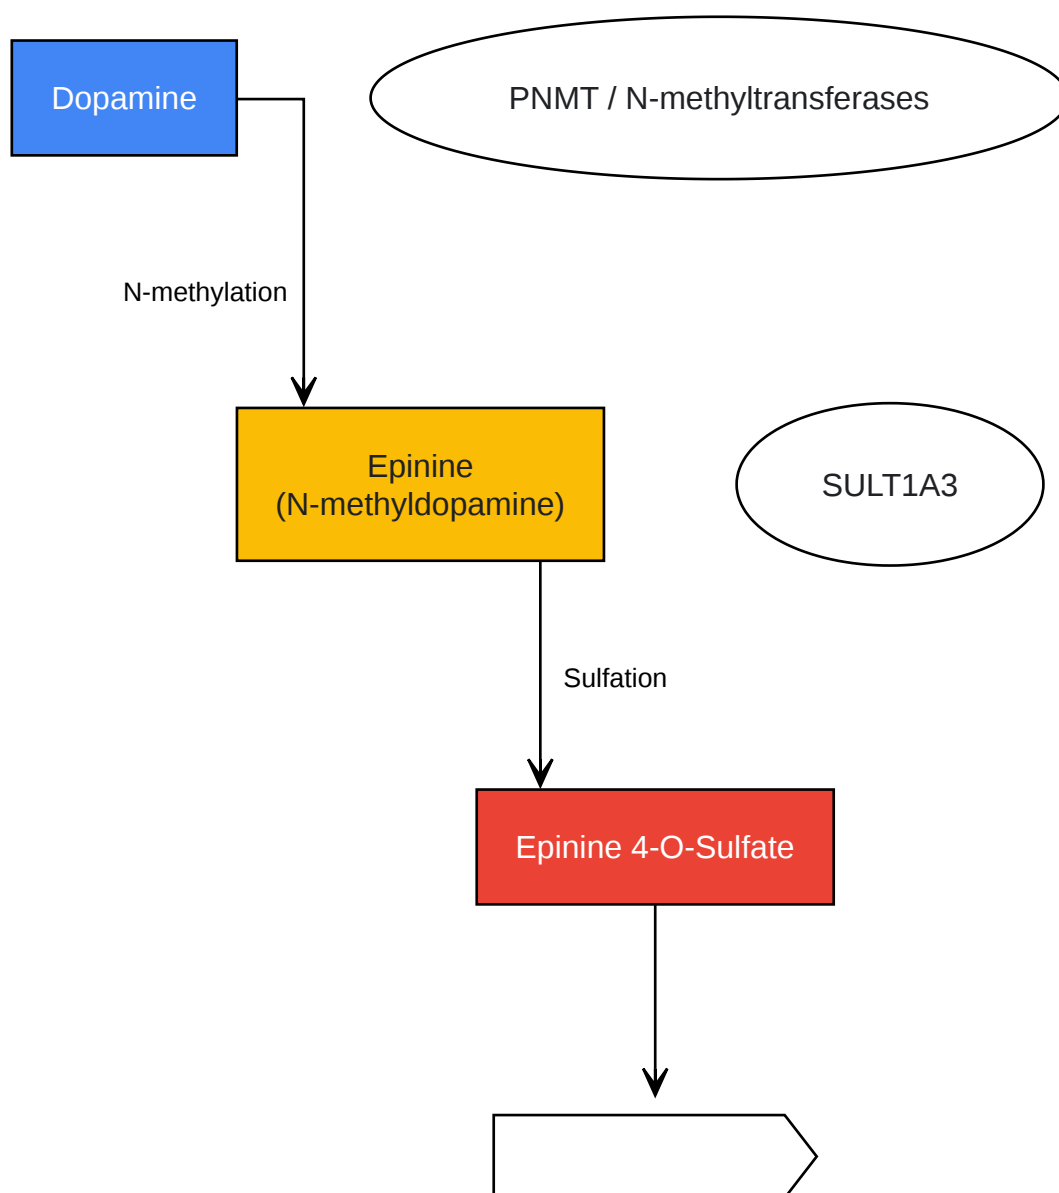 Dopamine
PNMT / N-methyltransferases
N-methylation
Epinine
(N-methyldopamine)
SULT1A3
Sulfation
Epinine 4-O-Sulfate